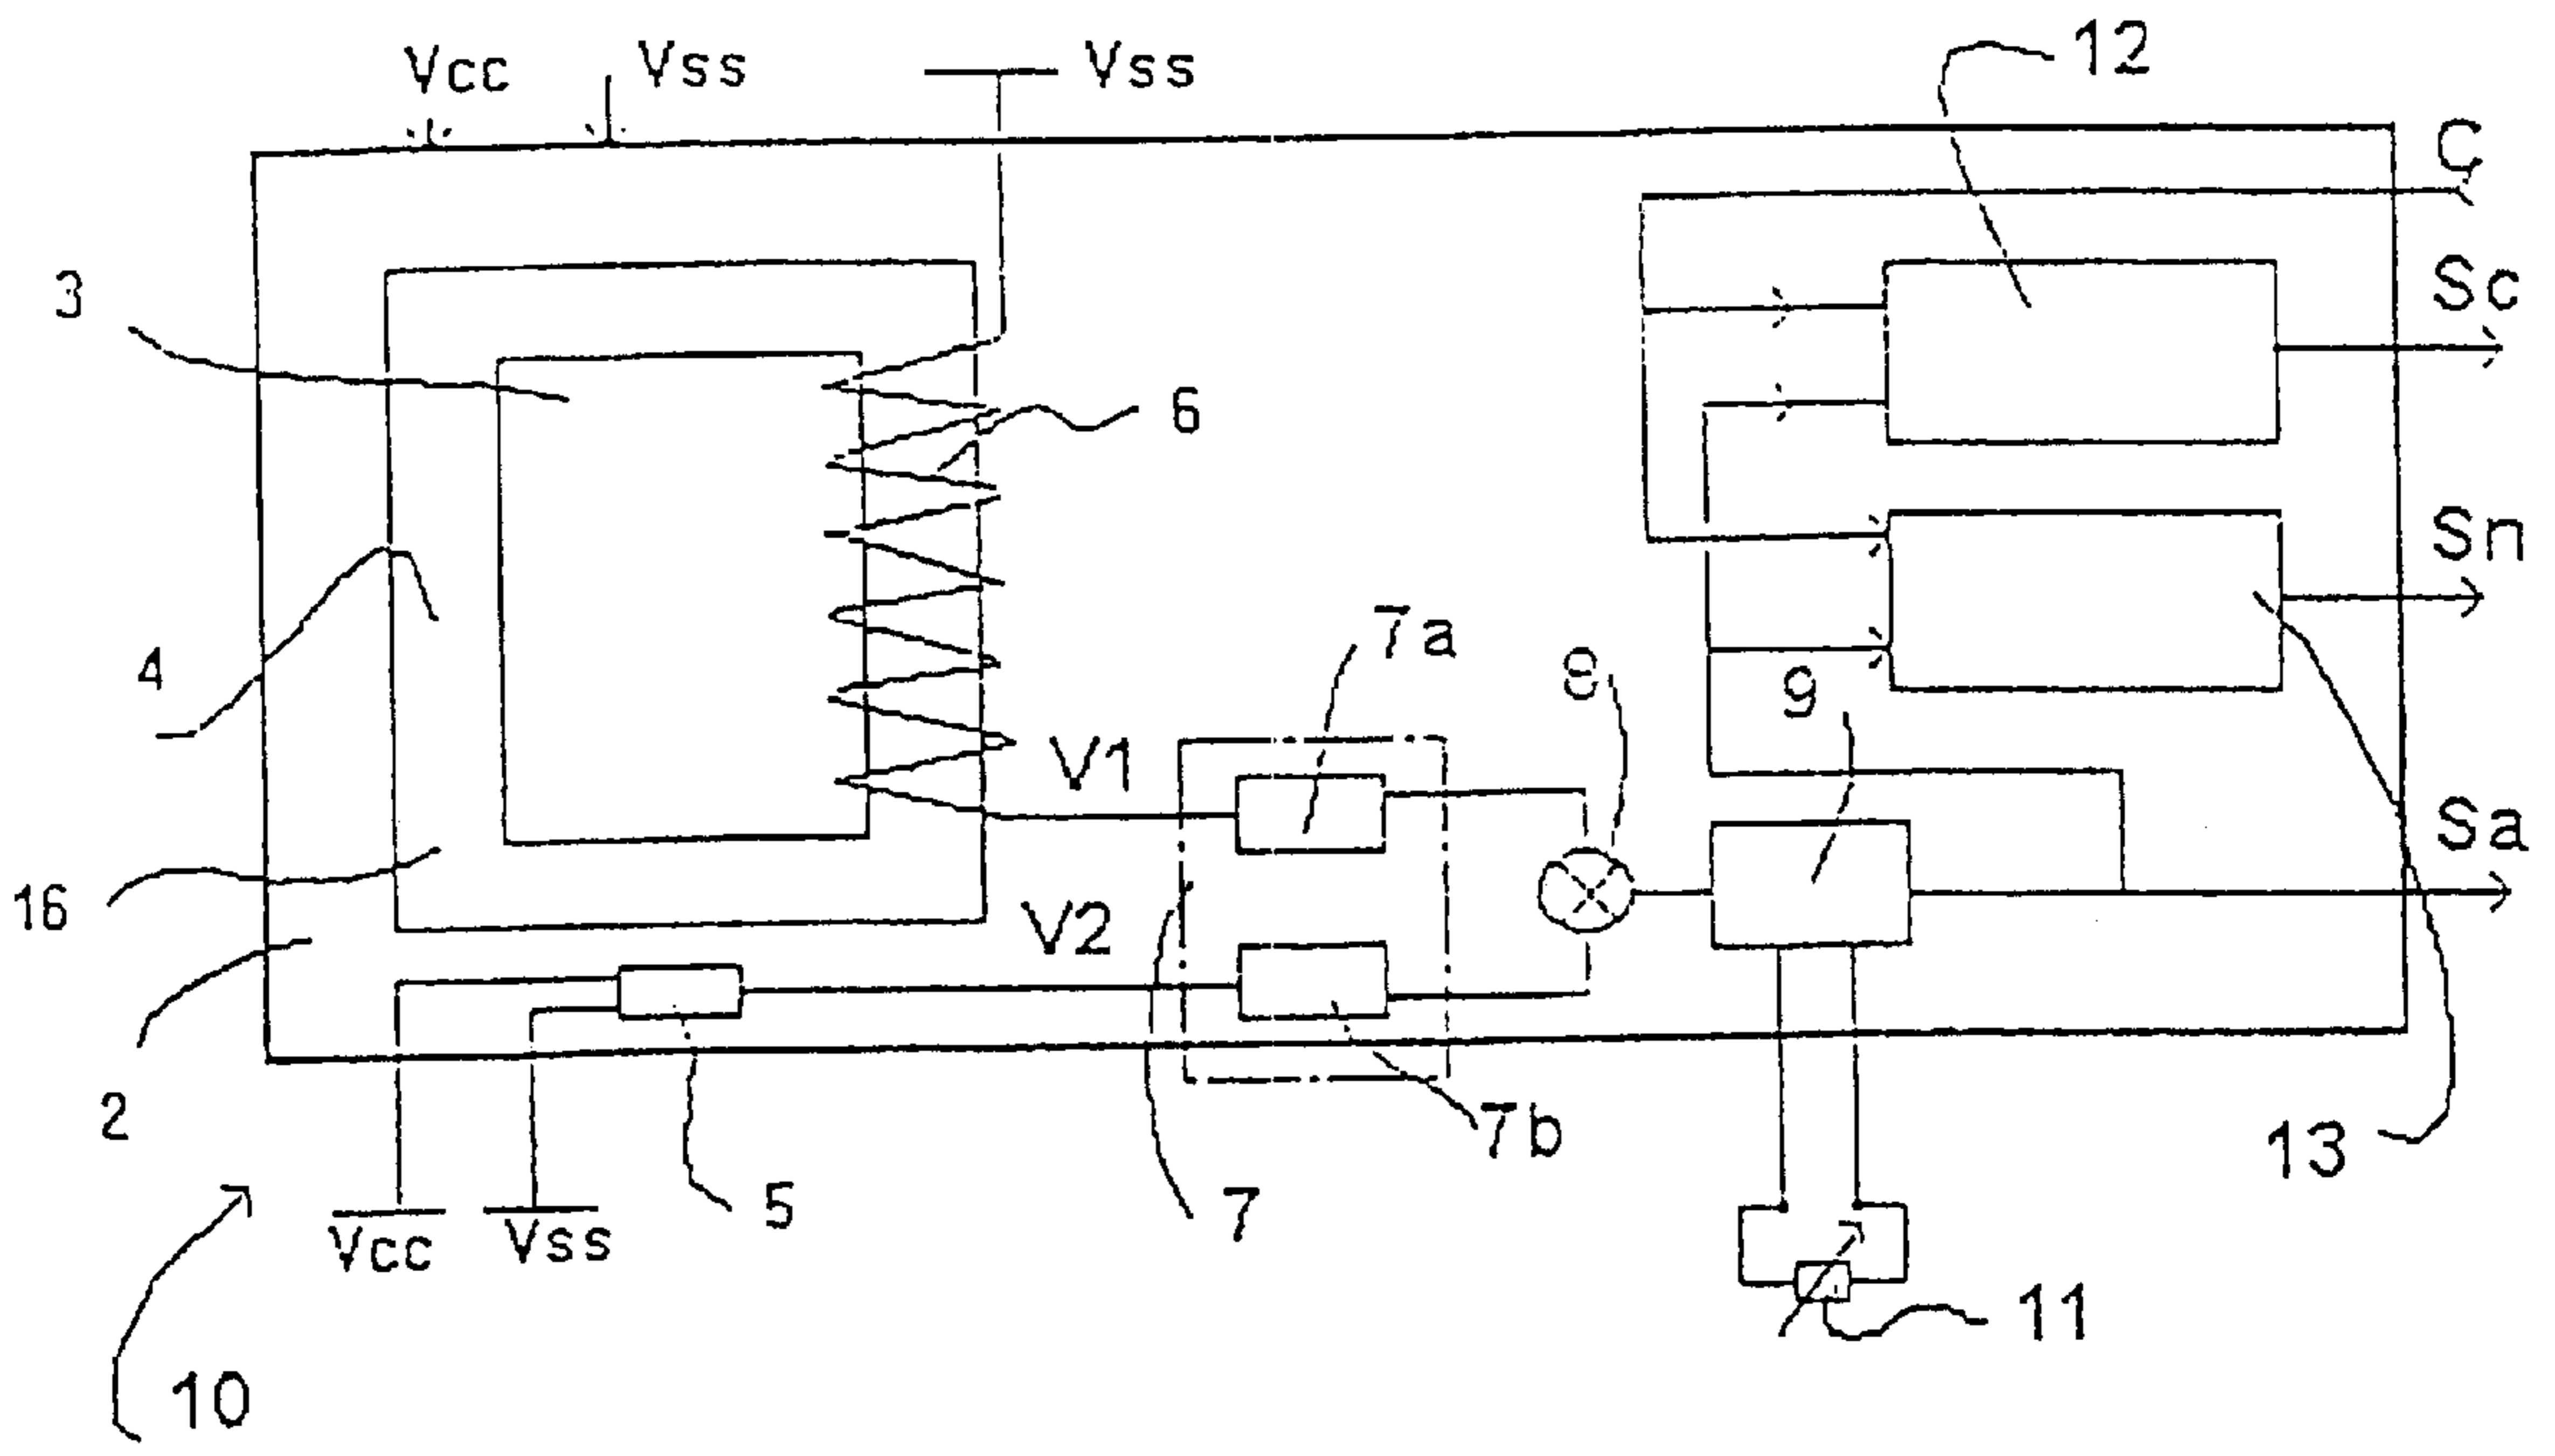 Vcc Vss Vss 12
C
3 Sc
6
Sn
4 7a 8 9
V1
Sa
16 V2
2 7b 13
5 7
Vcc Vss
11
10